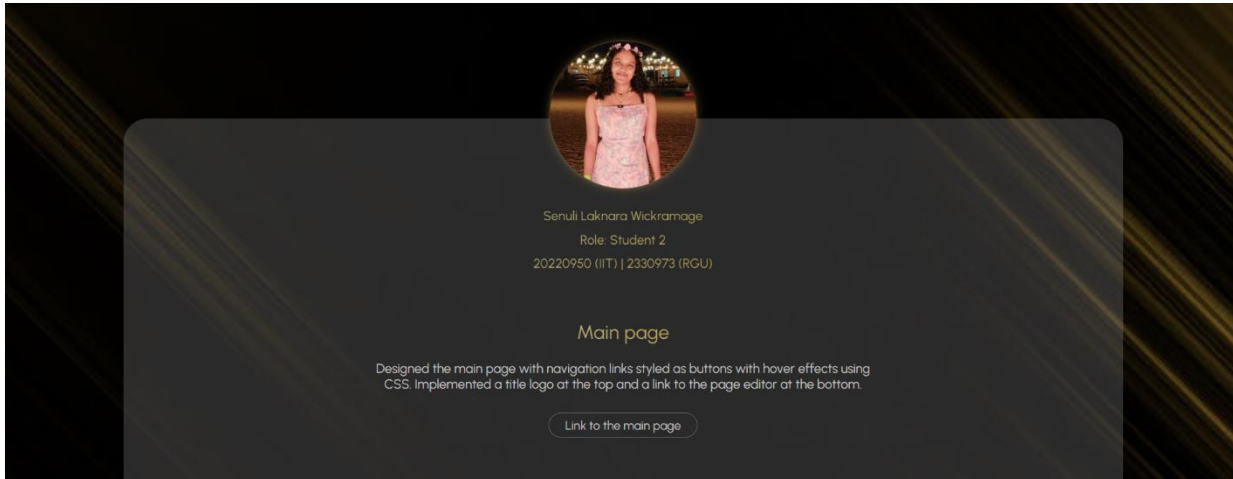 Senuli Laknara Wickramage
Role: Student 2
20220950 (IIT) | 2330973 (RGU)
Main page
Designed the main page with navigation links styled as buttons with hover effects using
CSS. Implemented a title logo at the top and a link to the page editor at the bottom.
Link to the main page